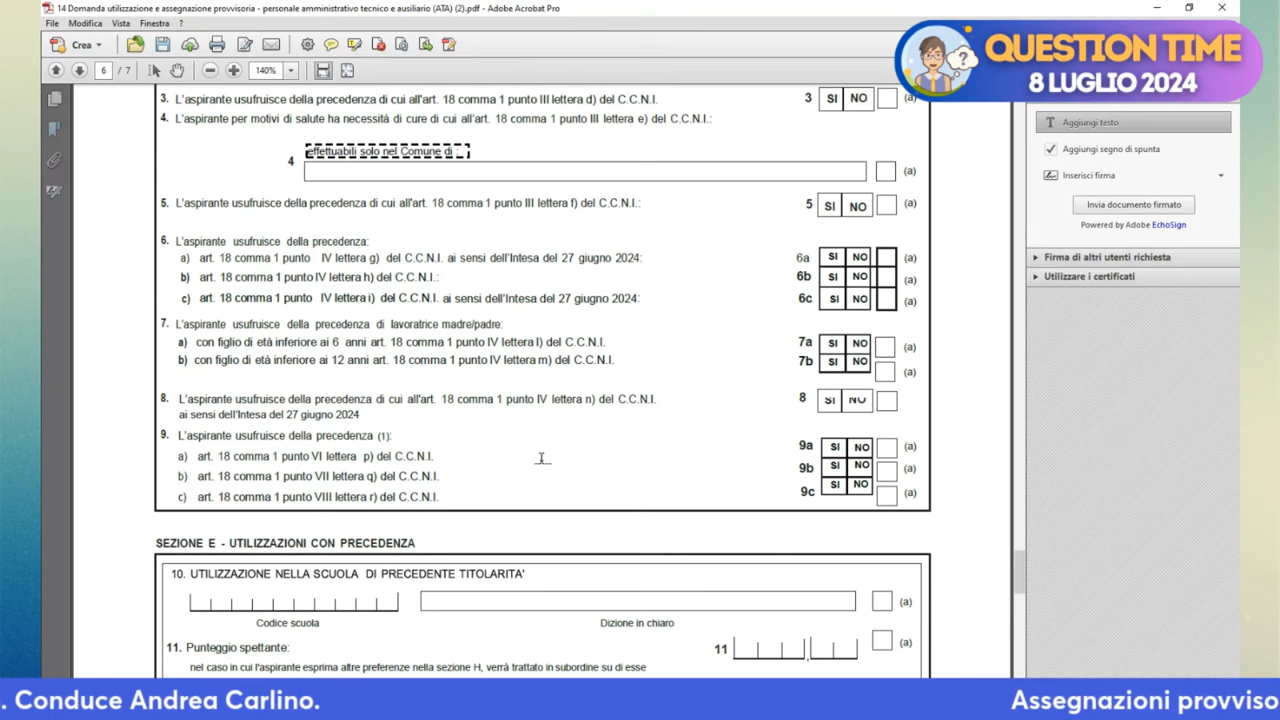 14 Domanda utilizzazione e assegnazione provvisoria - personale amministrativo tecnico e ausiliario (ATA) (2).pdf - Adobe Acrobat Pro
File Modifica Vista Finestra ?
Crea
6 / 7 140%
QUESTION TIME
8 LUGLIO 2024
Aggiungi testo
Aggiungi segno di spunta
Inserisci firma
Invia documento firmato
Powered by Adobe EchoSign
Firma di altri utenti richiesta
Utilizzare i certificati
3. L'aspirante usufruisce della precedenza di cui all'art. 18 comma 1 punto III lettera d) del C.C.N.I. 3 SI NO (a)
4. L'aspirante per motivi di salute ha necessità di cure di cui all'art. 18 comma 1 punto III lettera e) del C.C.N.I.:
effettuabili solo nel Comune di :
4 (a)
5. L'aspirante usufruisce della precedenza di cui all'art. 18 comma 1 punto III lettera f) del C.C.N.I.: 5 SI NO (a)
6. L'aspirante usufruisce della precedenza:
a) art. 18 comma 1 punto IV lettera g) del C.C.N.I. ai sensi dell'Intesa del 27 giugno 2024: 6a SI NO (a)
b) art. 18 comma 1 punto IV lettera h) del C.C.N.I.: 6b SI NO (a)
c) art. 18 comma 1 punto IV lettera i) del C.C.N.I. ai sensi dell'Intesa del 27 giugno 2024: 6c SI NO (a)
7. L'aspirante usufruisce della precedenza di lavoratrice madre/padre:
a) con figlio di età inferiore ai 6 anni art. 18 comma 1 punto IV lettera l) del C.C.N.I. 7a SI NO (a)
b) con figlio di età inferiore ai 12 anni art. 18 comma 1 punto IV lettera m) del C.C.N.I. 7b SI NO (a)
8. L'aspirante usufruisce della precedenza di cui all'art. 18 comma 1 punto IV lettera n) del C.C.N.I. 8 SI NO
ai sensi dell'Intesa del 27 giugno 2024
9. L'aspirante usufruisce della precedenza (1):
a) art. 18 comma 1 punto VI lettera p) del C.C.N.I. 9a SI NO (a)
b) art. 18 comma 1 punto VII lettera q) del C.C.N.I. 9b SI NO (a)
c) art. 18 comma 1 punto VIII lettera r) del C.C.N.I. 9c SI NO (a)
SEZIONE E - UTILIZZAZIONI CON PRECEDENZA
10. UTILIZZAZIONE NELLA SCUOLA DI PRECEDENTE TITOLARITA'
(a)
Codice scuola Dizione in chiaro
11. Punteggio spettante: 11 , (a)
nel caso in cui l'aspirante esprima altre preferenze nella sezione H, verrà trattato in subordine su di esse
. Conduce Andrea Carlino. Assegnazioni provviso